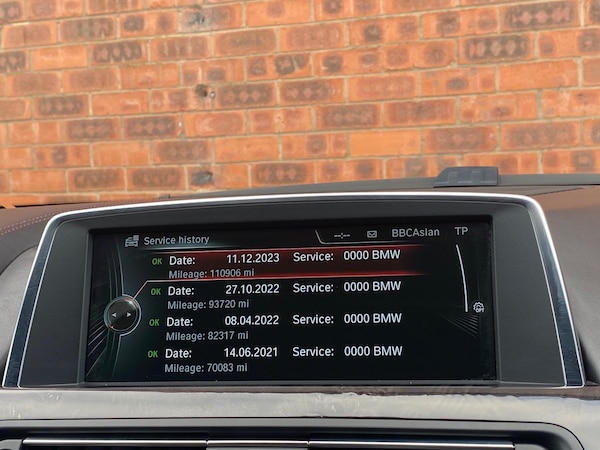 Service history --:-- BBCAsian TP
OK Date: 11.12.2023 Service: 0000 BMW
Mileage: 110906 mi
OK Date: 27.10.2022 Service: 0000 BMW
Mileage: 93720 mi
OK Date: 08.04.2022 Service: 0000 BMW
Mileage: 82317 mi
OK Date: 14.06.2021 Service: 0000 BMW
Mileage: 70083 mi
OPT